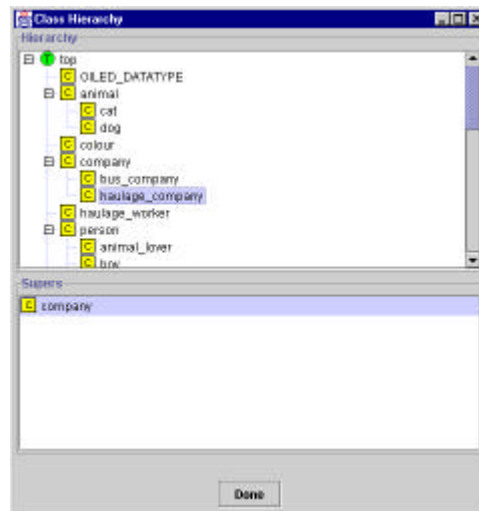 Class Hierarchy
Hierarchy
top
OILED_DATATYPE
animal
cat
dog
colour
company
bus_company
haulage_company
haulage_worker
person
animal_lover
boy
Supers
company
Done